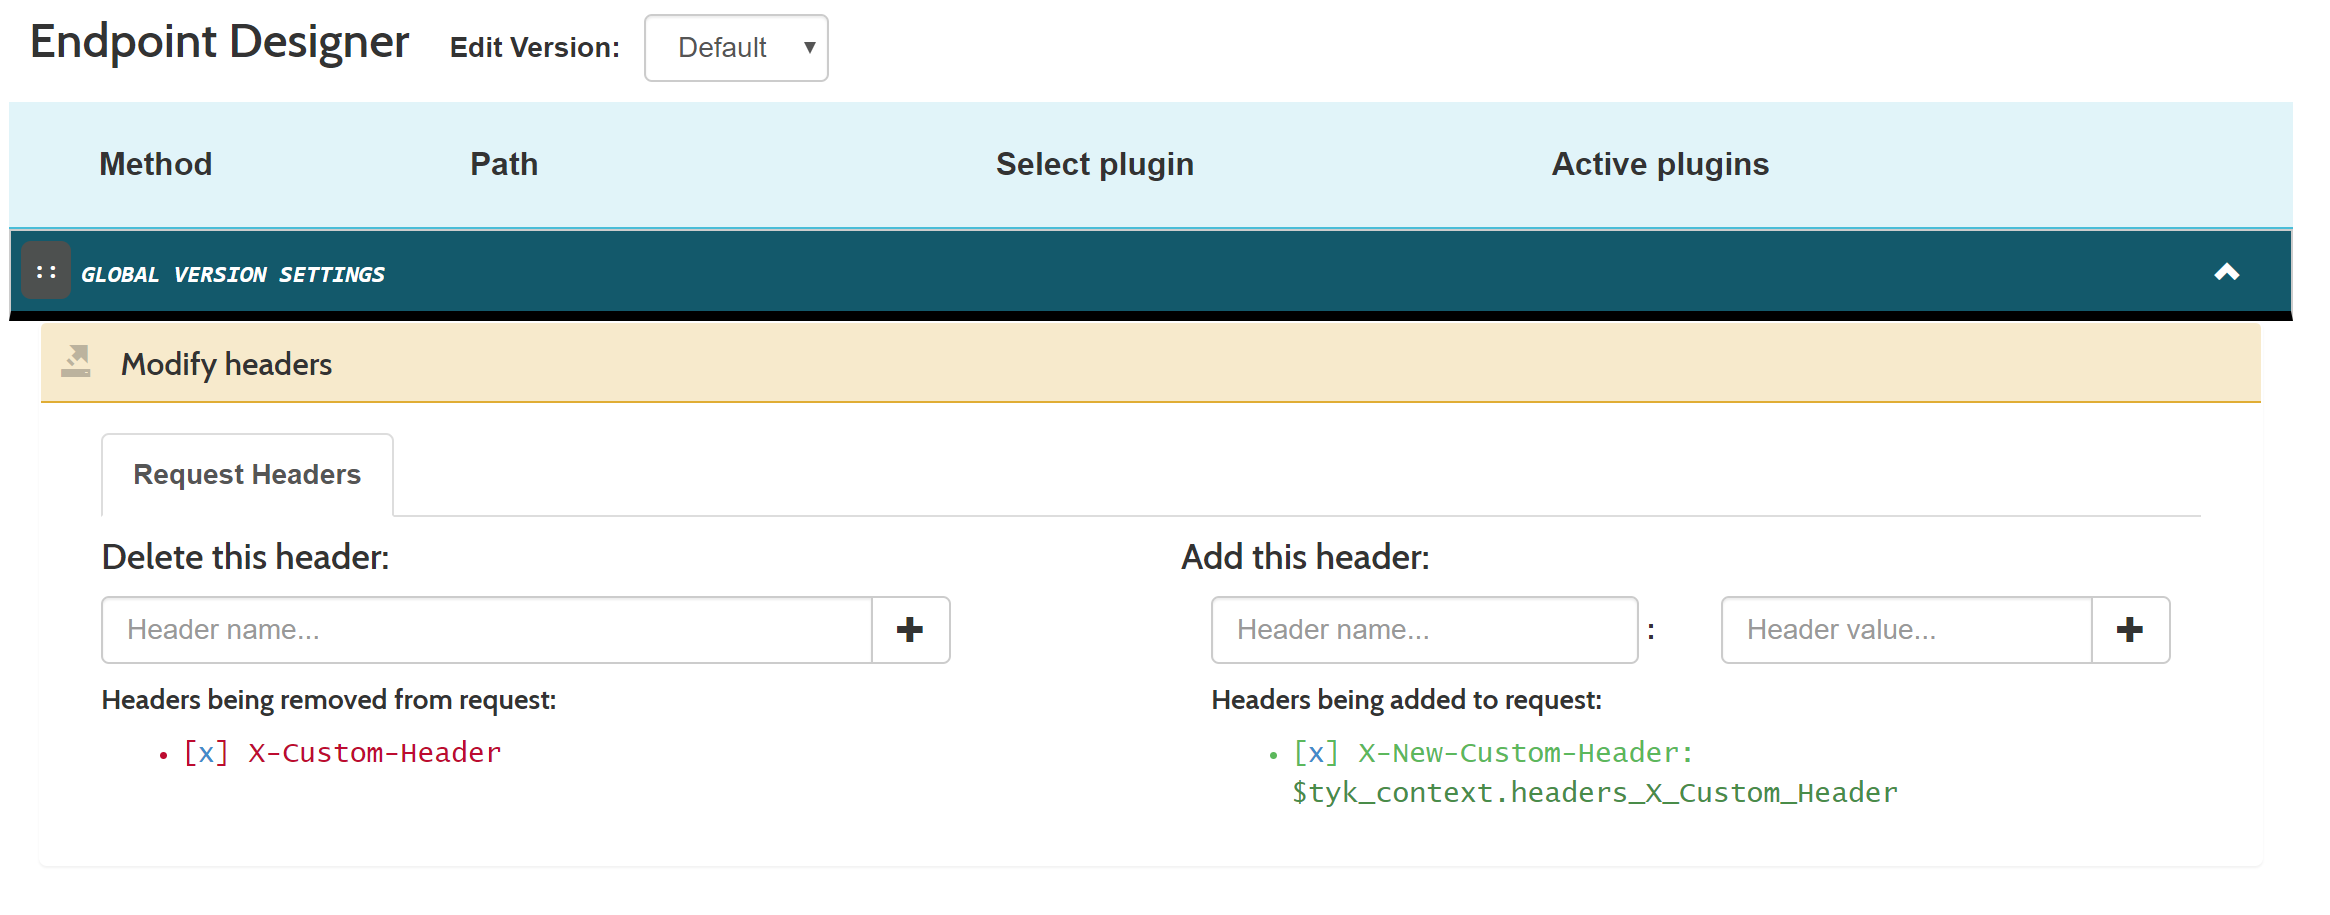 Endpoint Designer
Edit Version:
Default
Method
Path
Select plugin
Active plugins
:: GLOBAL VERSION SETTINGS
Modify headers
Request Headers
Delete this header:
Header name...
Headers being removed from request:
[x] X-Custom-Header
Add this header:
Header name...
:
Header value...
Headers being added to request:
[x] X-New-Custom-Header:
$tyk_context.headers_X_Custom_Header